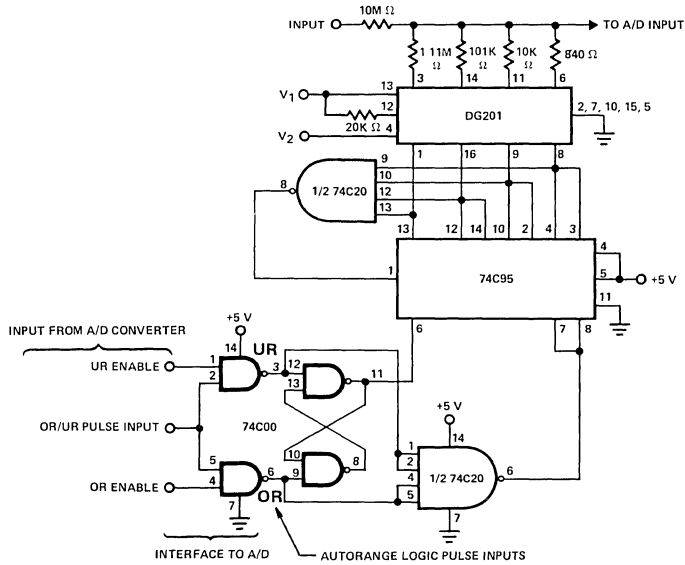 10M Ω
INPUT
TO A/D INPUT
1 11M Ω
101K Ω
10K Ω
840 Ω
3
14
11
6
V1
13
12
20K Ω
V2
4
DG201
2, 7, 10, 15, 5
1
16
9
8
9
10
12
13
8
1/2 74C20
13
12
14
10
2
4
3
1
74C95
4
5
+5 V
11
6
7
8
INPUT FROM A/D CONVERTER
+5 V
14
UR
UR ENABLE
1
2
3
12
13
11
OR/UR PULSE INPUT
74C00
10
9
8
5
4
6
OR ENABLE
OR
7
+5 V
14
1
2
4
5
1/2 74C20
6
7
INTERFACE TO A/D
AUTORANGE LOGIC PULSE INPUTS